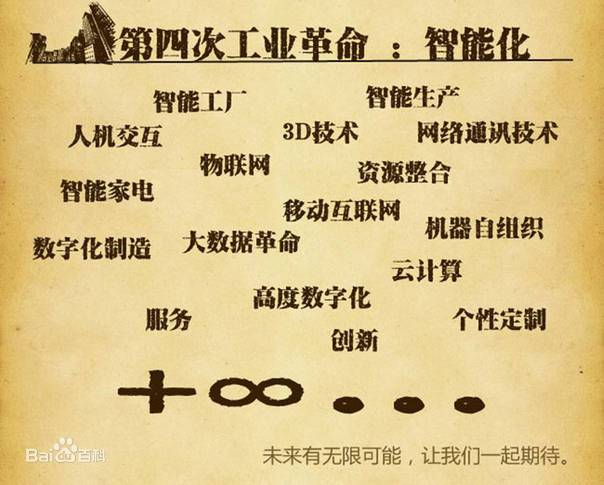 第四次工业革命 ：智能化
智能工厂 智能生产
人机交互 3D技术 网络通讯技术
物联网 资源整合
智能家电 移动互联网
机器自组织
数字化制造 大数据革命
云计算
高度数字化
服务 创新 个性定制
+∞...
Bai百科
未来有无限可能，让我们一起期待。